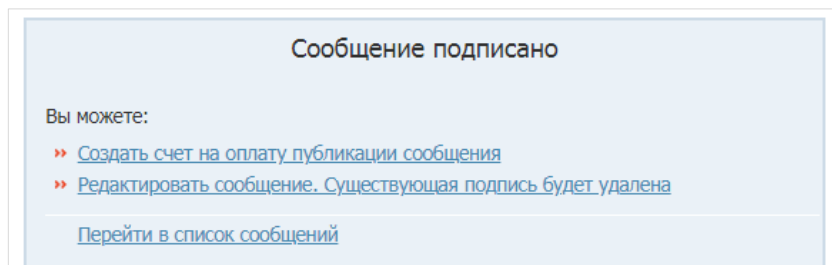 Сообщение подписано
Вы можете:
» Создать счет на оплату публикации сообщения
» Редактировать сообщение. Существующая подпись будет удалена
Перейти в список сообщений